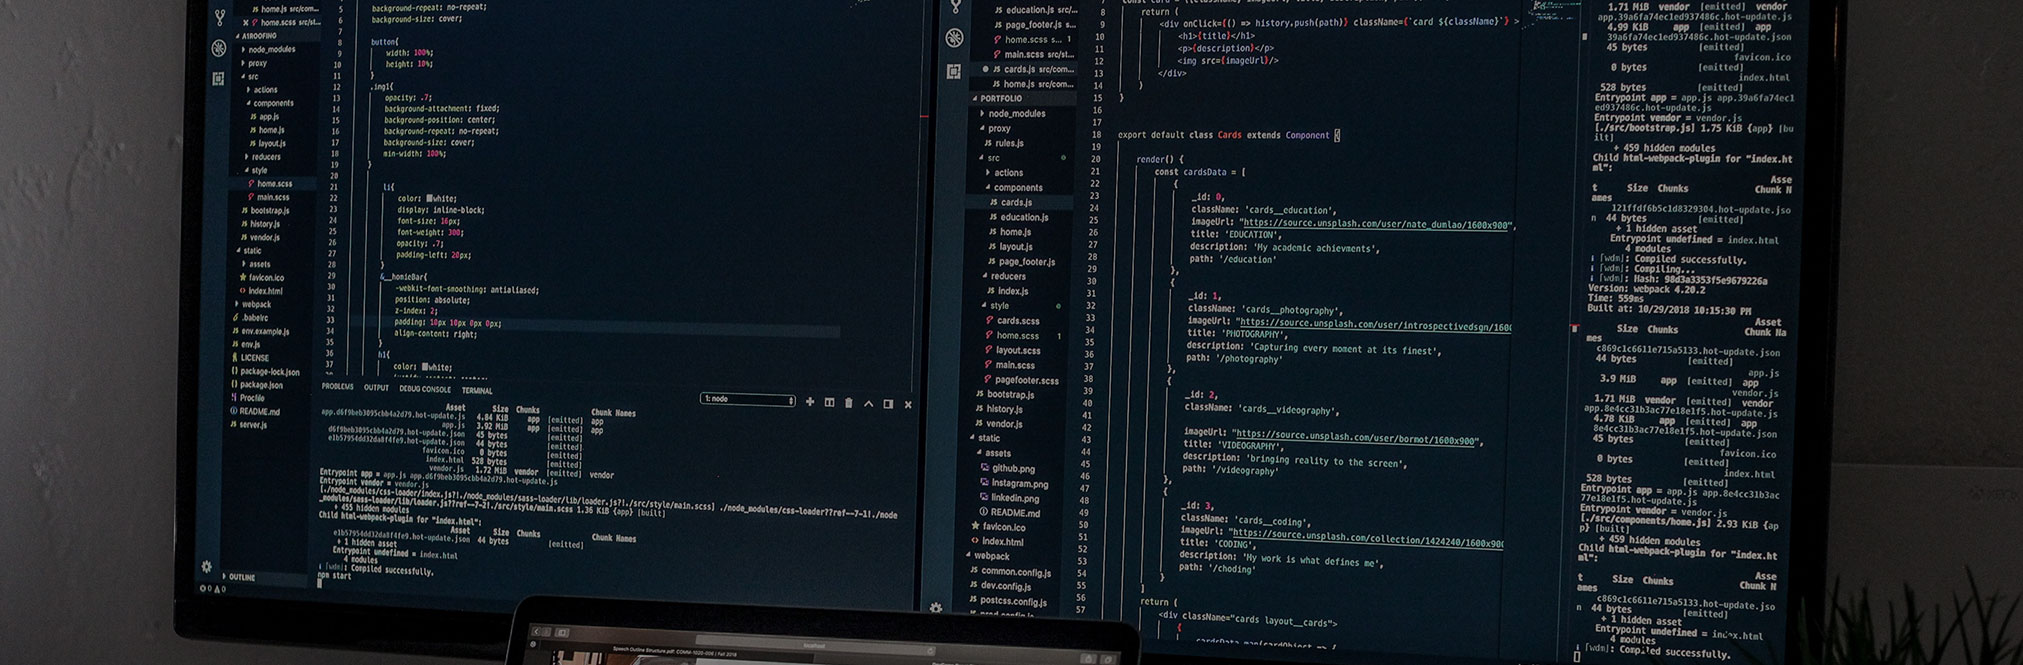 home.js src/com...
home.scss src/st...
A1ROOFING
node_modules
proxy
src
actions
components
app.js
home.js
layout.js
reducers
style
home.scss
main.scss
bootstrap.js
history.js
vendor.js
static
assets
favicon.ico
index.html
webpack
.babelrc
env.example.js
env.js
LICENSE
package-lock.json
package.json
Procfile
README.md
server.js
OUTLINE
5 background-repeat: no-repeat;
6 background-size: cover;
7
8 button{
9 width: 100%;
10 height: 10%;
11 }
12 .img1{
13 opacity: .7;
14 background-attachment: fixed;
15 background-position: center;
16 background-repeat: no-repeat;
17 background-size: cover;
18 min-width: 100%;
19 }
20
21 li{
22 color: white;
23 display: inline-block;
24 font-size: 16px;
25 font-weight: 300;
26 opacity: .7;
27 padding-left: 20px;
28 }
29 &__homieBar{
30 -webkit-font-smoothing: antialiased;
31 position: absolute;
32 z-index: 2;
33 padding: 10px 10px 0px 0px;
34 align-content: right;
35 }
36 h1{
37 color: white;
PROBLEMS OUTPUT DEBUG CONSOLE TERMINAL
1: node
Asset Size Chunks Chunk Names
app.d6f9beb3095cbb4a2d79.hot-update.js 4.84 KiB app [emitted] app
app.js 3.92 MiB app [emitted] app
d6f9beb3095cbb4a2d79.hot-update.json 45 bytes [emitted]
e1b57954dd32da8f4fe9.hot-update.json 44 bytes [emitted]
favicon.ico 0 bytes [emitted]
index.html 528 bytes [emitted]
vendor.js 1.72 MiB vendor [emitted] vendor
Entrypoint app = app.js app.d6f9beb3095cbb4a2d79.hot-update.js
Entrypoint vendor = vendor.js
[./node_modules/css-loader/index.js?!./node_modules/sass-loader/lib/loader.js?!./src/style/main.scss] ./node_modules/css-loader??ref--7-1!./node
_modules/sass-loader/lib/loader.js??ref--7-2!./src/style/main.scss 1.36 KiB {app} [built]
+ 455 hidden modules
Child html-webpack-plugin for "index.html":
Asset Size Chunks Chunk Names
e1b57954dd32da8f4fe9.hot-update.json 44 bytes [emitted]
+ 1 hidden asset
Entrypoint undefined = index.html
4 modules
[wdm]: Compiled successfully.
npm start
education.js src/com...
page_footer.js s...
home.scss s... 1
main.scss src/st...
cards.js src/com...
home.js src/com...
PORTFOLIO
node_modules
proxy
rules.js
src
actions
components
cards.js
education.js
home.js
layout.js
page_footer.js
reducers
index.js
style
cards.scss
home.scss 1
layout.scss
main.scss
pagefooter.scss
bootstrap.js
history.js
vendor.js
static
assets
github.png
instagram.png
linkedin.png
README.md
favicon.ico
index.html
webpack
common.config.js
dev.config.js
postcss.config.js
prod.config.js
8 return (
9 <div onClick={() => history.push(path)} className={`card ${className}`} >
10 <h1>{title}</h1>
11 <p>{description}</p>
12 <img src={imageUrl}/>
13 </div>
14 )
15 }
16
17
18 export default class Cards extends Component {
19
20 render() {
21 const cardsData = [
22 {
23 _id: 0,
24 className: 'cards__education',
25 imageUrl: "https://source.unsplash.com/user/nate_dumlao/1600x900",
26 title: 'EDUCATION',
27 description: 'My academic achievments',
28 path: '/education'
29 },
30 {
31 _id: 1,
32 className: 'cards__photography',
33 imageUrl: "https://source.unsplash.com/user/introspectivedsgn/1600
34 title: 'PHOTOGRAPHY',
35 description: 'Capturing every moment at its finest',
36 path: '/photography'
37 },
38 {
39 _id: 2,
40 className: 'cards__videography',
41
42 imageUrl: "https://source.unsplash.com/user/bormot/1600x900",
43 title: 'VIDEOGRAPHY',
44 description: 'bringing reality to the screen',
45 path: '/videography'
46 },
47 {
48 _id: 3,
49 className: 'cards__coding',
50 imageUrl: "https://source.unsplash.com/collection/1424240/1600x900
51 title: 'CODING',
52 description: 'My work is what defines me',
53 path: '/choding'
54 }
55 ]
56 return (
57 <div className="cards layout__cards">
{
cardsData.map(cardObject => {
1.71 MiB vendor [emitted] vendor
app.39a6fa74ec1ed937486c.hot-update.js
4.99 KiB app [emitted] app
39a6fa74ec1ed937486c.hot-update.json
45 bytes [emitted]
favicon.ico
0 bytes [emitted]
index.html
528 bytes [emitted]
Entrypoint app = app.js app.39a6fa74ec1
ed937486c.hot-update.js
Entrypoint vendor = vendor.js
[./src/bootstrap.js] 1.75 KiB {app} [bu
ilt]
+ 459 hidden modules
Child html-webpack-plugin for "index.ht
ml":
Asse
t Size Chunks Chunk N
ames
121ffdf6b5c1d8329304.hot-update.jso
n 44 bytes [emitted]
+ 1 hidden asset
Entrypoint undefined = index.html
4 modules
[wdm]: Compiled successfully.
[wdm]: Compiling...
[wdm]: Hash: 98d3a3353f5e9679226a
Version: webpack 4.20.2
Time: 559ms
Built at: 10/29/2018 10:15:30 PM
Asset
Size Chunks Chunk Na
mes
c869c1c6611e715a5133.hot-update.json
44 bytes [emitted]
app.js
3.9 MiB app [emitted] app
vendor.js
1.71 MiB vendor [emitted] vendor
app.8e4cc31b3ac77e18e1f5.hot-update.js
4.78 KiB app [emitted] app
8e4cc31b3ac77e18e1f5.hot-update.json
45 bytes [emitted]
favicon.ico
0 bytes [emitted]
index.html
528 bytes [emitted]
Entrypoint app = app.js app.8e4cc31b3ac
77e18e1f5.hot-update.js
Entrypoint vendor = vendor.js
[./src/components/home.js] 2.93 KiB {ap
p} [built]
+ 459 hidden modules
Child html-webpack-plugin for "index.ht
ml":
Asse
t Size Chunks Chunk N
ames
c869c1c6611e715a5133.hot-update.jso
n 44 bytes [emitted]
+ 1 hidden asset
Entrypoint undefined = index.html
4 modules
[wdm]: Compiled successfully.
Speech Outline Structure.pdf: COMM-1020-006 | Fall 2018
localhost